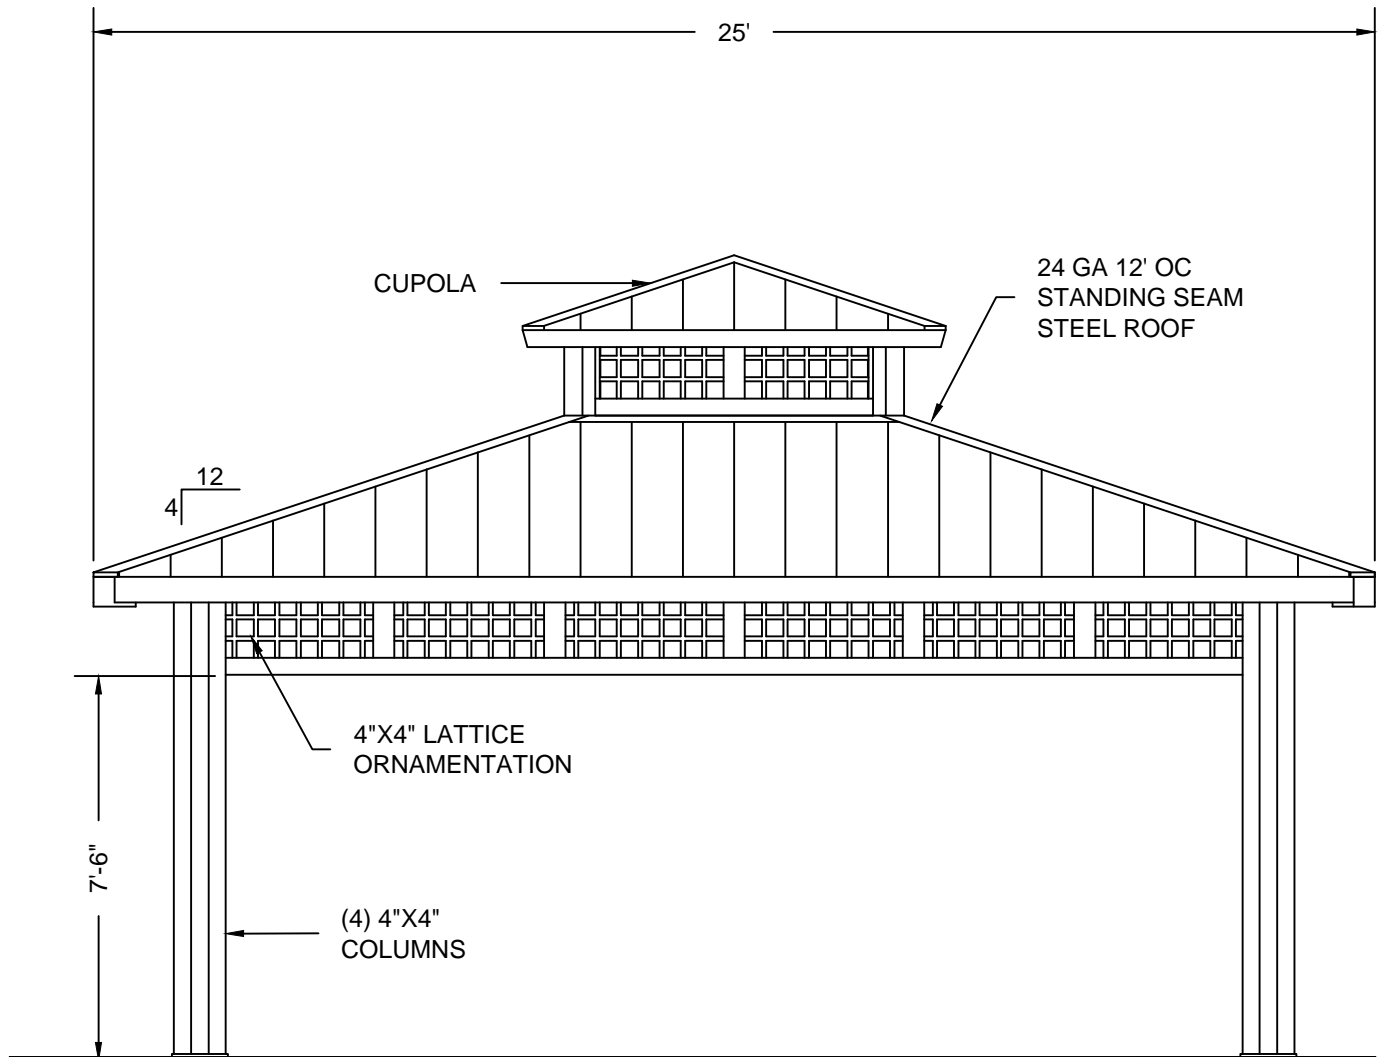 25'
CUPOLA
24 GA 12' OC
STANDING SEAM
STEEL ROOF
12
4
4"X4" LATTICE
ORNAMENTATION
7'-6"
(4) 4"X4"
COLUMNS